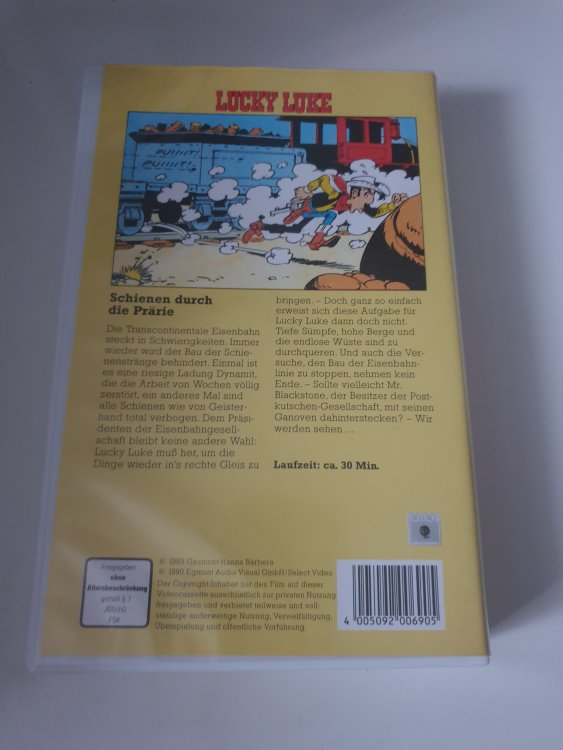 LUCKY LUKE
PUIIIIT!
PUIIIIT!
Schienen durch
die Prärie
Die Transcontinentale Eisenbahn
steckt in Schwierigkeiten. Immer
wieder wird der Bau der Schie-
nenstränge behindert. Einmal ist
es eine riesige Ladung Dynamit,
die die Arbeit von Wochen völlig
zerstört, ein anderes Mal sind
alle Schienen wie von Geister-
hand total verbogen. Dem Präsi-
denten der Eisenbahngesell-
schaft bleibt keine andere Wahl:
Lucky Luke muß her, um die
Dinge wieder in's rechte Gleis zu
bringen. – Doch ganz so einfach
erweist sich diese Aufgabe für
Lucky Luke dann doch nicht.
Tiefe Sümpfe, hohe Berge und
die endlose Wüste sind zu
durchqueren. Und auch die Ver-
suche, den Bau der Eisenbahn-
linie zu stoppen, nehmen kein
Ende. – Sollte vielleicht Mr.
Blackstone, der Besitzer der Post-
kutschen-Gesellschaft, mit seinen
Ganoven dahinterstecken? – Wir
werden sehen...
Laufzeit: ca. 30 Min.
Freigegeben
ohne
Altersbeschränkung
gemäß § 7
JÖSchG
FSK
© 1983 Gaumont-Hanna Barbera
© 1990 Egmont Audio Visual GmbH/Select Video
Der Copyright-Inhaber hat den Film auf dieser
Videocassette ausschließlich zur privaten Nutzung
freigegeben und verbietet teilweise und voll-
ständige anderweitige Nutzung, Vervielfältigung,
Überspielung und öffentliche Vorführung.
4 005092 006905